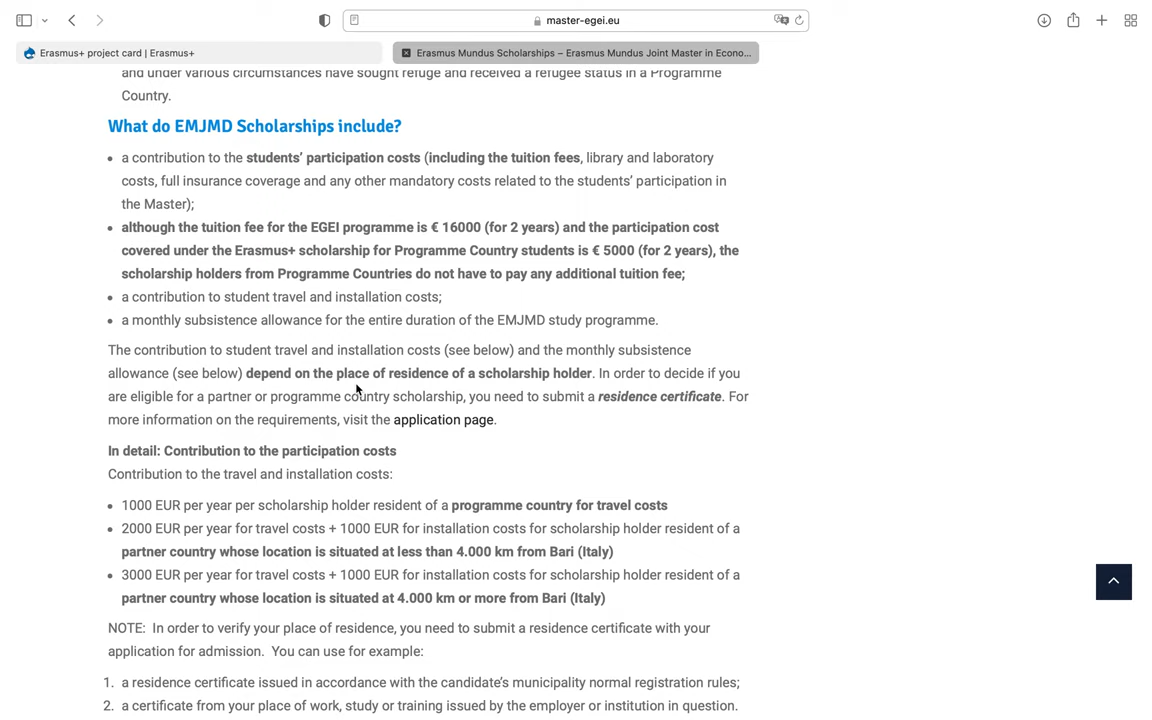 master-egei.eu
Erasmus+ project card | Erasmus+
Erasmus Mundus Scholarships – Erasmus Mundus Joint Master in Econo...
and under various circumstances have sought refuge and received a refugee status in a Programme
Country.
What do EMJMD Scholarships include?
• a contribution to the students' participation costs (including the tuition fees, library and laboratory
costs, full insurance coverage and any other mandatory costs related to the students' participation in
the Master);
• although the tuition fee for the EGEI programme is € 16000 (for 2 years) and the participation cost
covered under the Erasmus+ scholarship for Programme Country students is € 5000 (for 2 years), the
scholarship holders from Programme Countries do not have to pay any additional tuition fee;
• a contribution to student travel and installation costs;
• a monthly subsistence allowance for the entire duration of the EMJMD study programme.
The contribution to student travel and installation costs (see below) and the monthly subsistence
allowance (see below) depend on the place of residence of a scholarship holder. In order to decide if you
are eligible for a partner or programme country scholarship, you need to submit a residence certificate. For
more information on the requirements, visit the application page.
In detail: Contribution to the participation costs
Contribution to the travel and installation costs:
• 1000 EUR per year per scholarship holder resident of a programme country for travel costs
• 2000 EUR per year for travel costs + 1000 EUR for installation costs for scholarship holder resident of a
partner country whose location is situated at less than 4.000 km from Bari (Italy)
• 3000 EUR per year for travel costs + 1000 EUR for installation costs for scholarship holder resident of a
partner country whose location is situated at 4.000 km or more from Bari (Italy)
NOTE: In order to verify your place of residence, you need to submit a residence certificate with your
application for admission. You can use for example:
1. a residence certificate issued in accordance with the candidate's municipality normal registration rules;
2. a certificate from your place of work, study or training issued by the employer or institution in question.